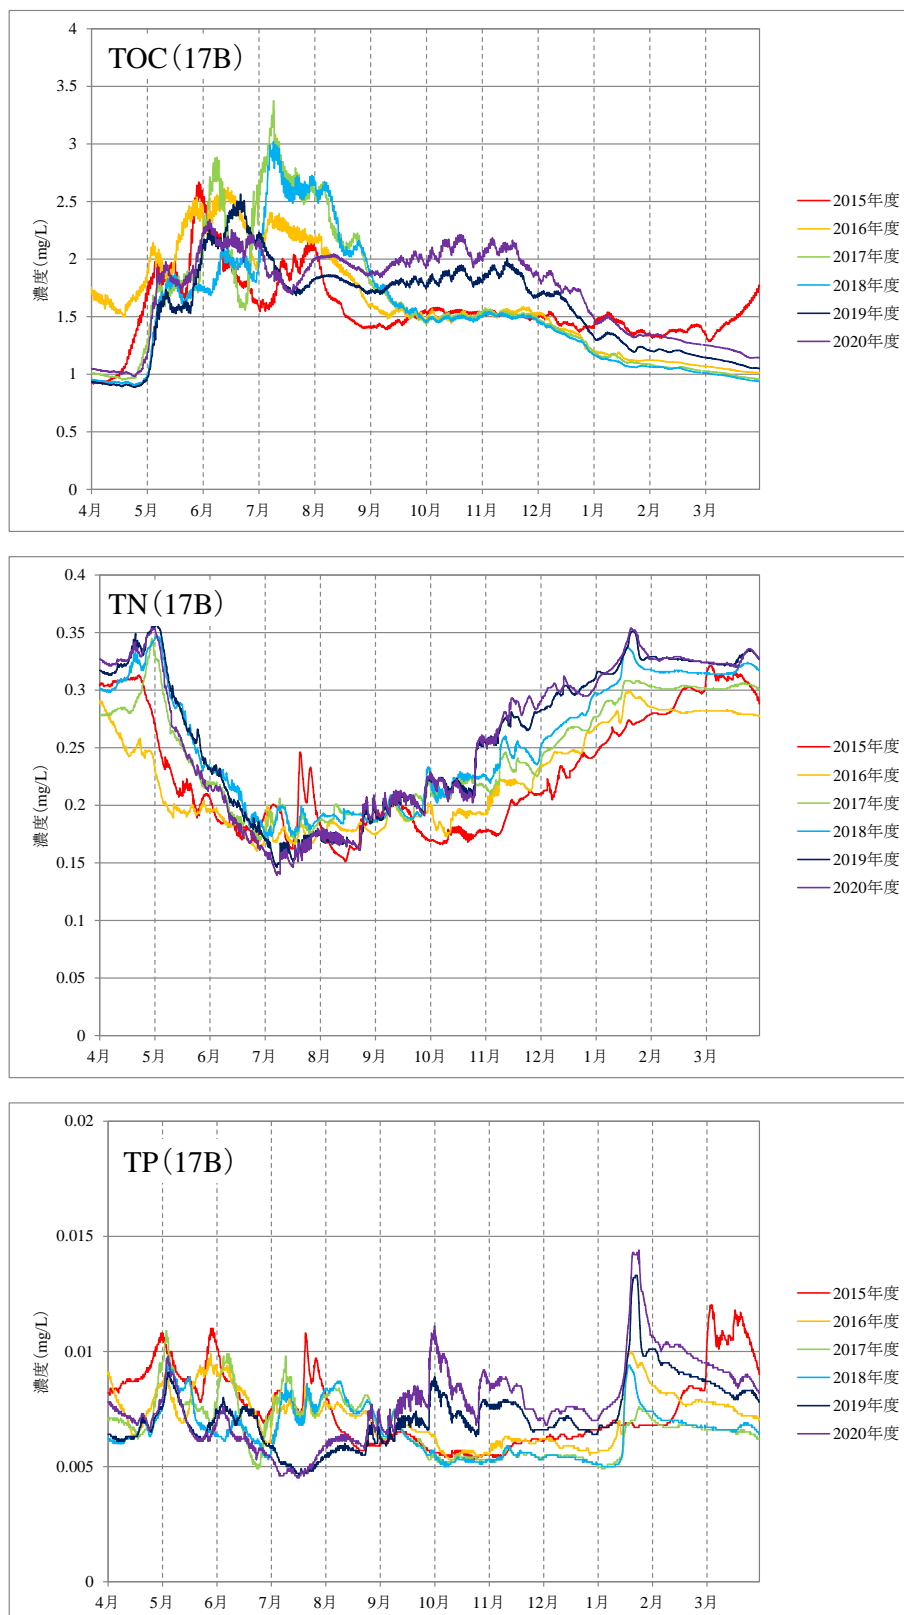 TOC(17B)
濃度(mg/L)
4
3.5
3
2.5
2
1.5
1
0.5
0
4月 5月 6月 7月 8月 9月 10月 11月 12月 1月 2月 3月
2015年度
2016年度
2017年度
2018年度
2019年度
2020年度
TN(17B)
濃度(mg/L)
0.4
0.35
0.3
0.25
0.2
0.15
0.1
0.05
0
4月 5月 6月 7月 8月 9月 10月 11月 12月 1月 2月 3月
2015年度
2016年度
2017年度
2018年度
2019年度
2020年度
TP(17B)
濃度(mg/L)
0.02
0.015
0.01
0.005
0
4月 5月 6月 7月 8月 9月 10月 11月 12月 1月 2月 3月
2015年度
2016年度
2017年度
2018年度
2019年度
2020年度